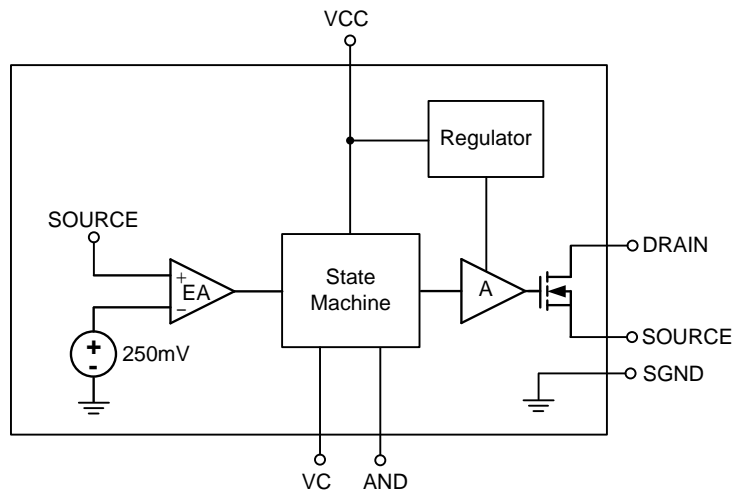 VCC
Regulator
SOURCE
DRAIN
+
EA
−
State
Machine
A
+
-
250mV
SOURCE
SGND
VC
AND